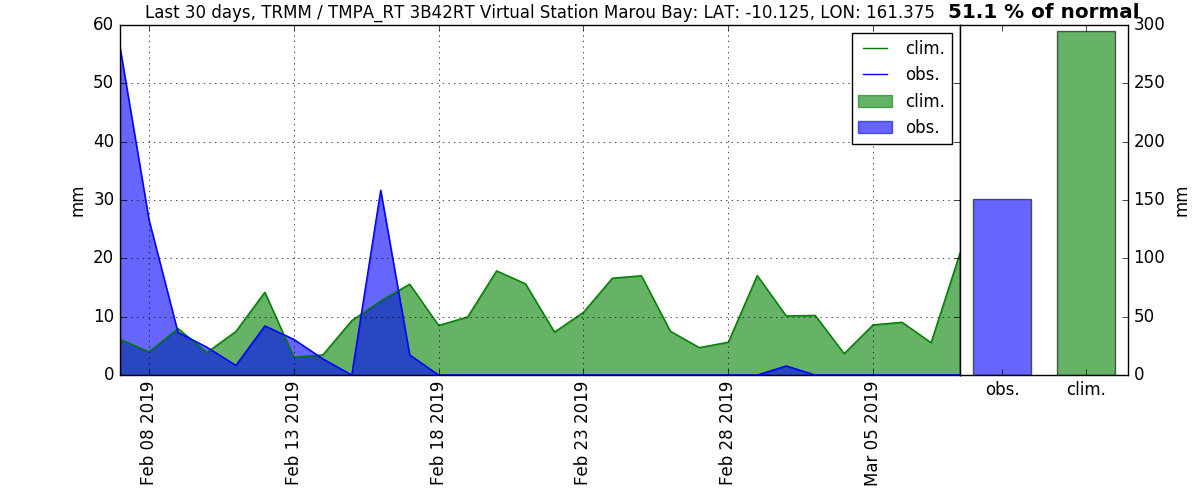 Last 30 days, TRMM / TMPA_RT 3B42RT Virtual Station Marou Bay: LAT: -10.125, LON: 161.375
51.1 % of normal
60
50
40
30
20
10
0
mm
clim.
obs.
clim.
obs.
300
250
200
150
100
50
0
mm
Feb 08 2019
Feb 13 2019
Feb 18 2019
Feb 23 2019
Feb 28 2019
Mar 05 2019
obs.
clim.